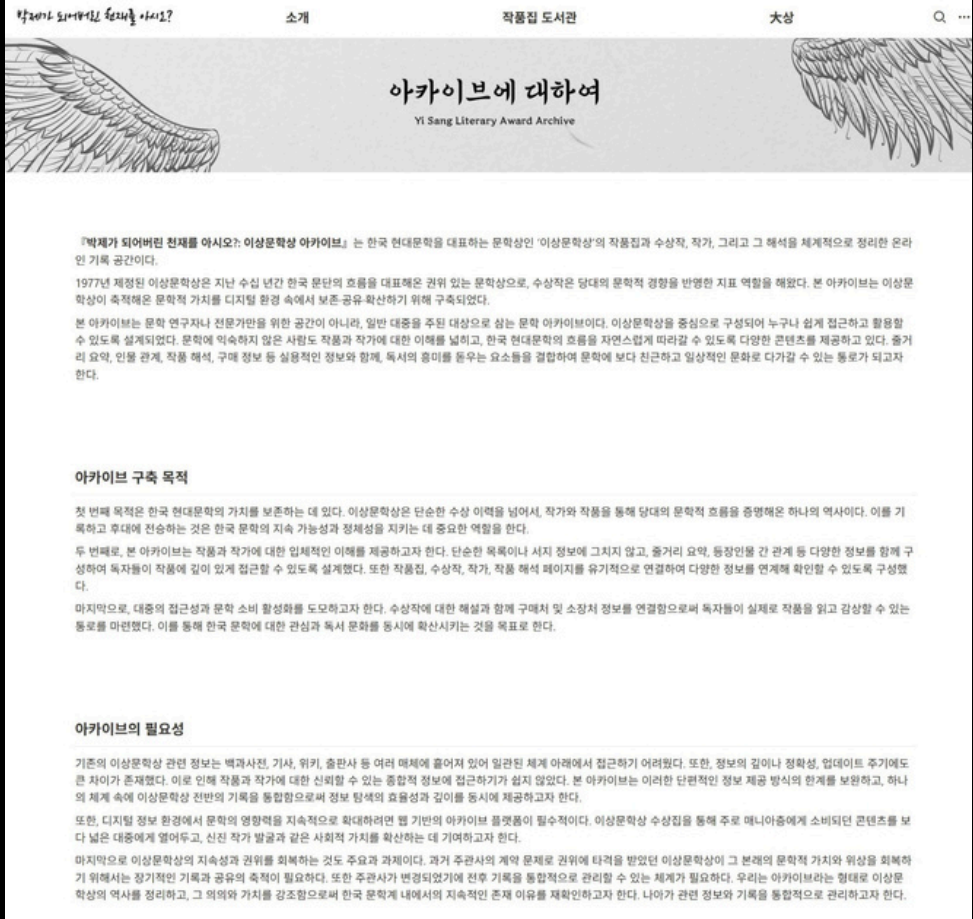 박제가 되어버린 천재를 아시오?
소개
작품집 도서관
大상
아카이브에 대하여
Yi Sang Literary Award Archive
『박제가 되어버린 천재를 아시오?: 이상문학상 아카이브』는 한국 현대문학을 대표하는 문학상인 '이상문학상'의 작품집과 수상작, 작가, 그리고 그 해석을 체계적으로 정리한 온라
인 기록 공간이다.
1977년 제정된 이상문학상은 지난 수십 년간 한국 문단의 흐름을 대표해온 권위 있는 문학상으로, 수상작은 당대의 문학적 경향을 반영한 지표 역할을 해왔다. 본 아카이브는 이상문
학상이 축적해온 문학적 가치를 디지털 환경 속에서 보존·공유·확산하기 위해 구축되었다.
본 아카이브는 문학 연구자나 전문가만을 위한 공간이 아니라, 일반 대중을 주된 대상으로 삼는 문학 아카이브이다. 이상문학상을 중심으로 구성되어 누구나 쉽게 접근하고 활용할
수 있도록 설계되었다. 문학에 익숙하지 않은 사람도 작품과 작가에 대한 이해를 넓히고, 한국 현대문학의 흐름을 자연스럽게 따라갈 수 있도록 다양한 콘텐츠를 제공하고 있다. 줄거
리 요약, 인물 관계, 작품 해석, 구매 정보 등 실용적인 정보와 함께, 독서의 흥미를 돋우는 요소들을 결합하여 문학에 보다 친근하고 일상적인 문화로 다가갈 수 있는 통로가 되고자
한다.
아카이브 구축 목적
첫 번째 목적은 한국 현대문학의 가치를 보존하는 데 있다. 이상문학상은 단순한 수상 이력을 넘어서, 작가와 작품을 통해 당대의 문학적 흐름을 증명해온 하나의 역사이다. 이를 기
록하고 후대에 전승하는 것은 한국 문학의 지속 가능성과 정체성을 지키는 데 중요한 역할을 한다.
두 번째로, 본 아카이브는 작품과 작가에 대한 입체적인 이해를 제공하고자 한다. 단순한 목록이나 서지 정보에 그치지 않고, 줄거리 요약, 등장인물 간 관계 등 다양한 정보를 함께 구
성하여 독자들이 작품에 깊이 있게 접근할 수 있도록 설계했다. 또한 작품집, 수상작, 작가, 작품 해석 페이지를 유기적으로 연결하여 다양한 정보를 연계해 확인할 수 있도록 구성했
다.
마지막으로, 대중의 접근성과 문학 소비 활성화를 도모하고자 한다. 수상작에 대한 해설과 함께 구매처 및 소장처 정보를 연결함으로써 독자들이 실제로 작품을 읽고 감상할 수 있는
통로를 마련했다. 이를 통해 한국 문학에 대한 관심과 독서 문화를 동시에 확산시키는 것을 목표로 한다.
아카이브의 필요성
기존의 이상문학상 관련 정보는 백과사전, 기사, 위키, 출판사 등 여러 매체에 흩어져 있어 일관된 체계 아래에서 접근하기 어려웠다. 또한, 정보의 깊이나 정확성, 업데이트 주기에도
큰 차이가 존재했다. 이로 인해 작품과 작가에 대한 신뢰할 수 있는 종합적 정보에 접근하기가 쉽지 않았다. 본 아카이브는 이러한 단편적인 정보 제공 방식의 한계를 보완하고, 하나
의 체계 속에 이상문학상 전반의 기록을 통합함으로써 정보 탐색의 효율성과 깊이를 동시에 제공하고자 한다.
또한, 디지털 정보 환경에서 문학의 영향력을 지속적으로 확대하려면 웹 기반의 아카이브 플랫폼이 필수적이다. 이상문학상 수상집을 통해 주로 매니아층에게 소비되던 콘텐츠를 보
다 넓은 대중에게 열어두고, 신진 작가 발굴과 같은 사회적 가치를 확산하는 데 기여하고자 한다.
마지막으로 이상문학상의 지속성과 권위를 회복하는 것도 주요과 과제이다. 과거 주관사의 계약 문제로 권위에 타격을 받았던 이상문학상이 그 본래의 문학적 가치와 위상을 회복하
기 위해서는 장기적인 기록과 공유의 축적이 필요하다. 또한 주관사가 변경되었기에 전후 기록을 통합적으로 관리할 수 있는 체계가 필요하다. 우리는 아카이브라는 형태로 이상문
학상의 역사를 정리하고, 그 의의와 가치를 강조함으로써 한국 문학계 내에서의 지속적인 존재 이유를 재확인하고자 한다. 나아가 관련 정보와 기록을 통합적으로 관리하고자 한다.